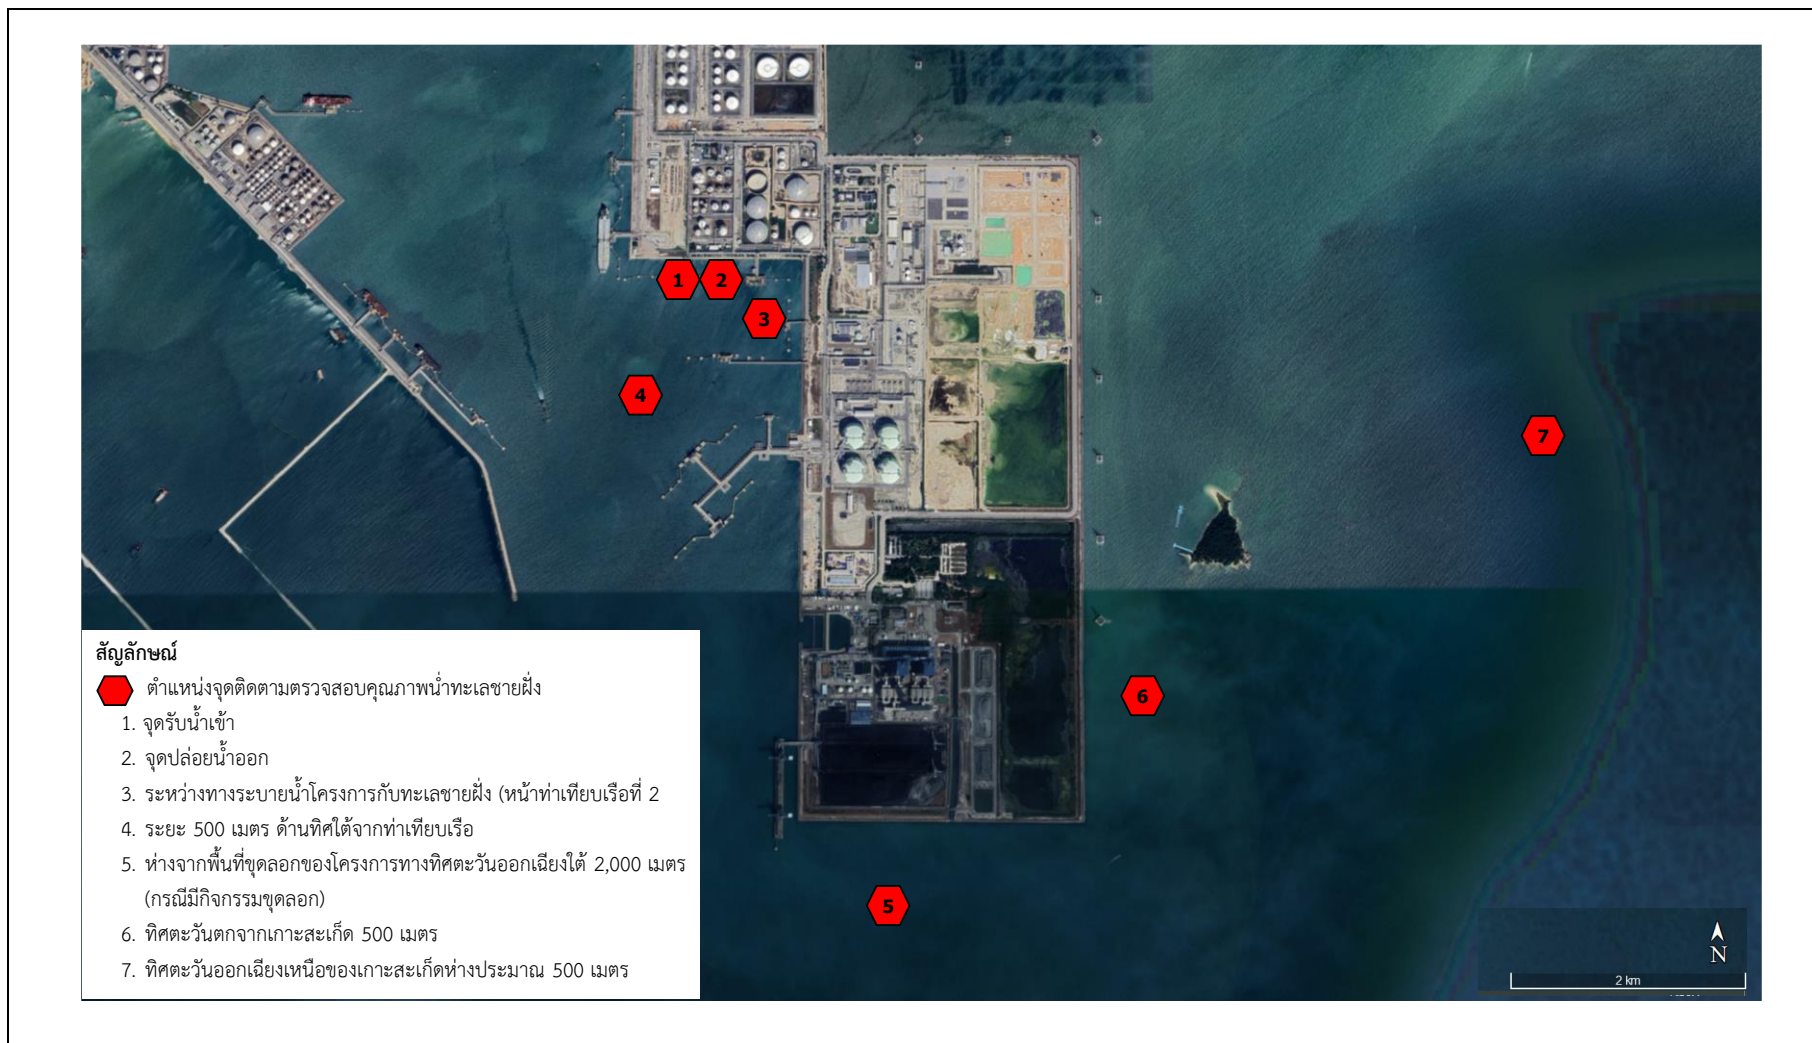 1
2
3
4
7
สัญลักษณ์
ตำแหน่งจุดติดตามตรวจสอบคุณภาพน้ำทะเลชายฝั่ง
1. จุดรับน้ำเข้า
2. จุดปล่อยน้ำออก
3. ระหว่างทางระบายน้ำโครงการกับทะเลชายฝั่ง (หน้าท่าเทียบเรือที่ 2
4. ระยะ 500 เมตร ด้านทิศใต้จากท่าเทียบเรือ
5. ห่างจากพื้นที่ขุดลอกของโครงการทางทิศตะวันออกเฉียงใต้ 2,000 เมตร
(กรณีมีกิจกรรมขุดลอก)
6. ทิศตะวันตกจากเกาะสะเก็ด 500 เมตร
7. ทิศตะวันออกเฉียงเหนือของเกาะสะเก็ดห่างประมาณ 500 เมตร
6
5
N
2 km